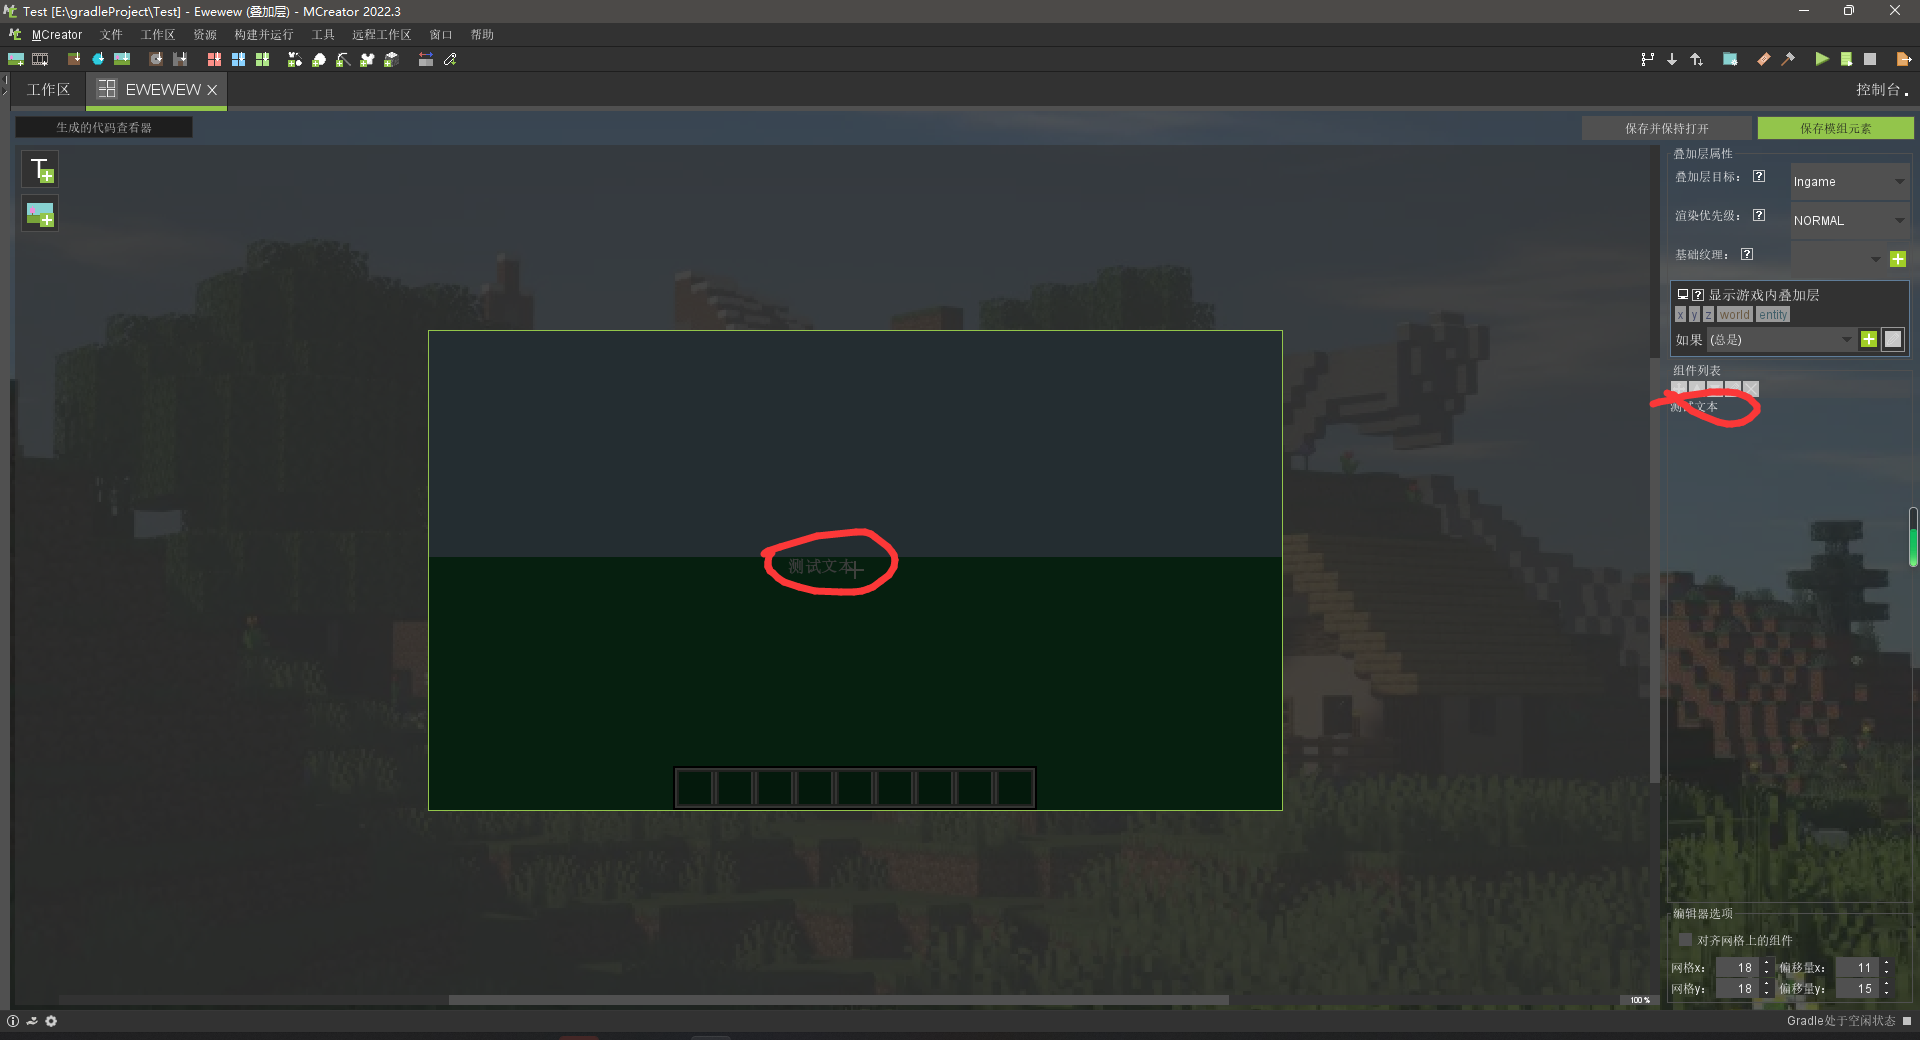 Test [E:\gradleProject\Test] - Ewewew (叠加层) - MCreator 2022.3
MCreator 文件 工作区 资源 构建并运行 工具 远程工作区 窗口 帮助
工作区 EWEWEW 控制台
生成的代码查看器 保存并保持打开 保存模组元素
叠加层属性
叠加层目标: ? Ingame
渲染优先级: ? NORMAL
基础纹理: ?
? 显示游戏内叠加层
x y z world entity
如果 (总是)
组件列表
测试文本
测试文本
编辑器选项
对齐网格上的组件
网格x: 18 偏移量x: 11
网格y: 18 偏移量y: 15
100 %
Gradle处于空闲状态